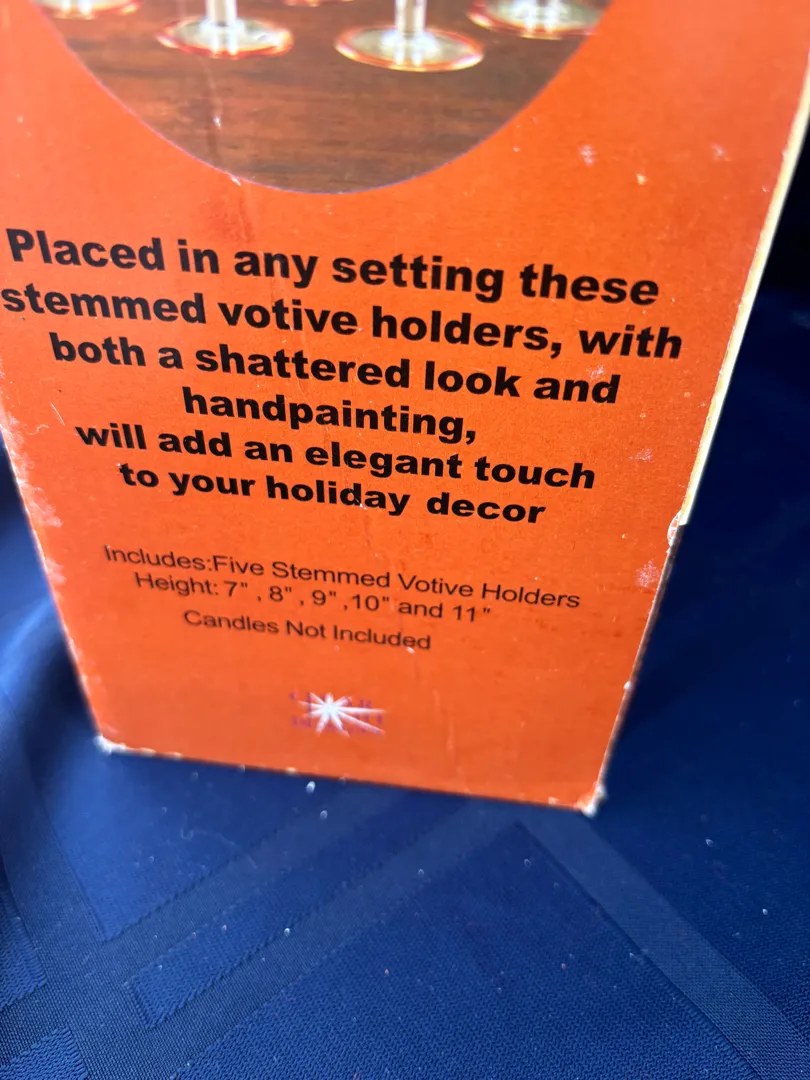 Placed in any setting these
stemmed votive holders, with
both a shattered look and
handpainting,
will add an elegant touch
to your holiday decor
Includes:Five Stemmed Votive Holders
Height: 7" , 8" , 9" ,10" and 11"
Candles Not Included